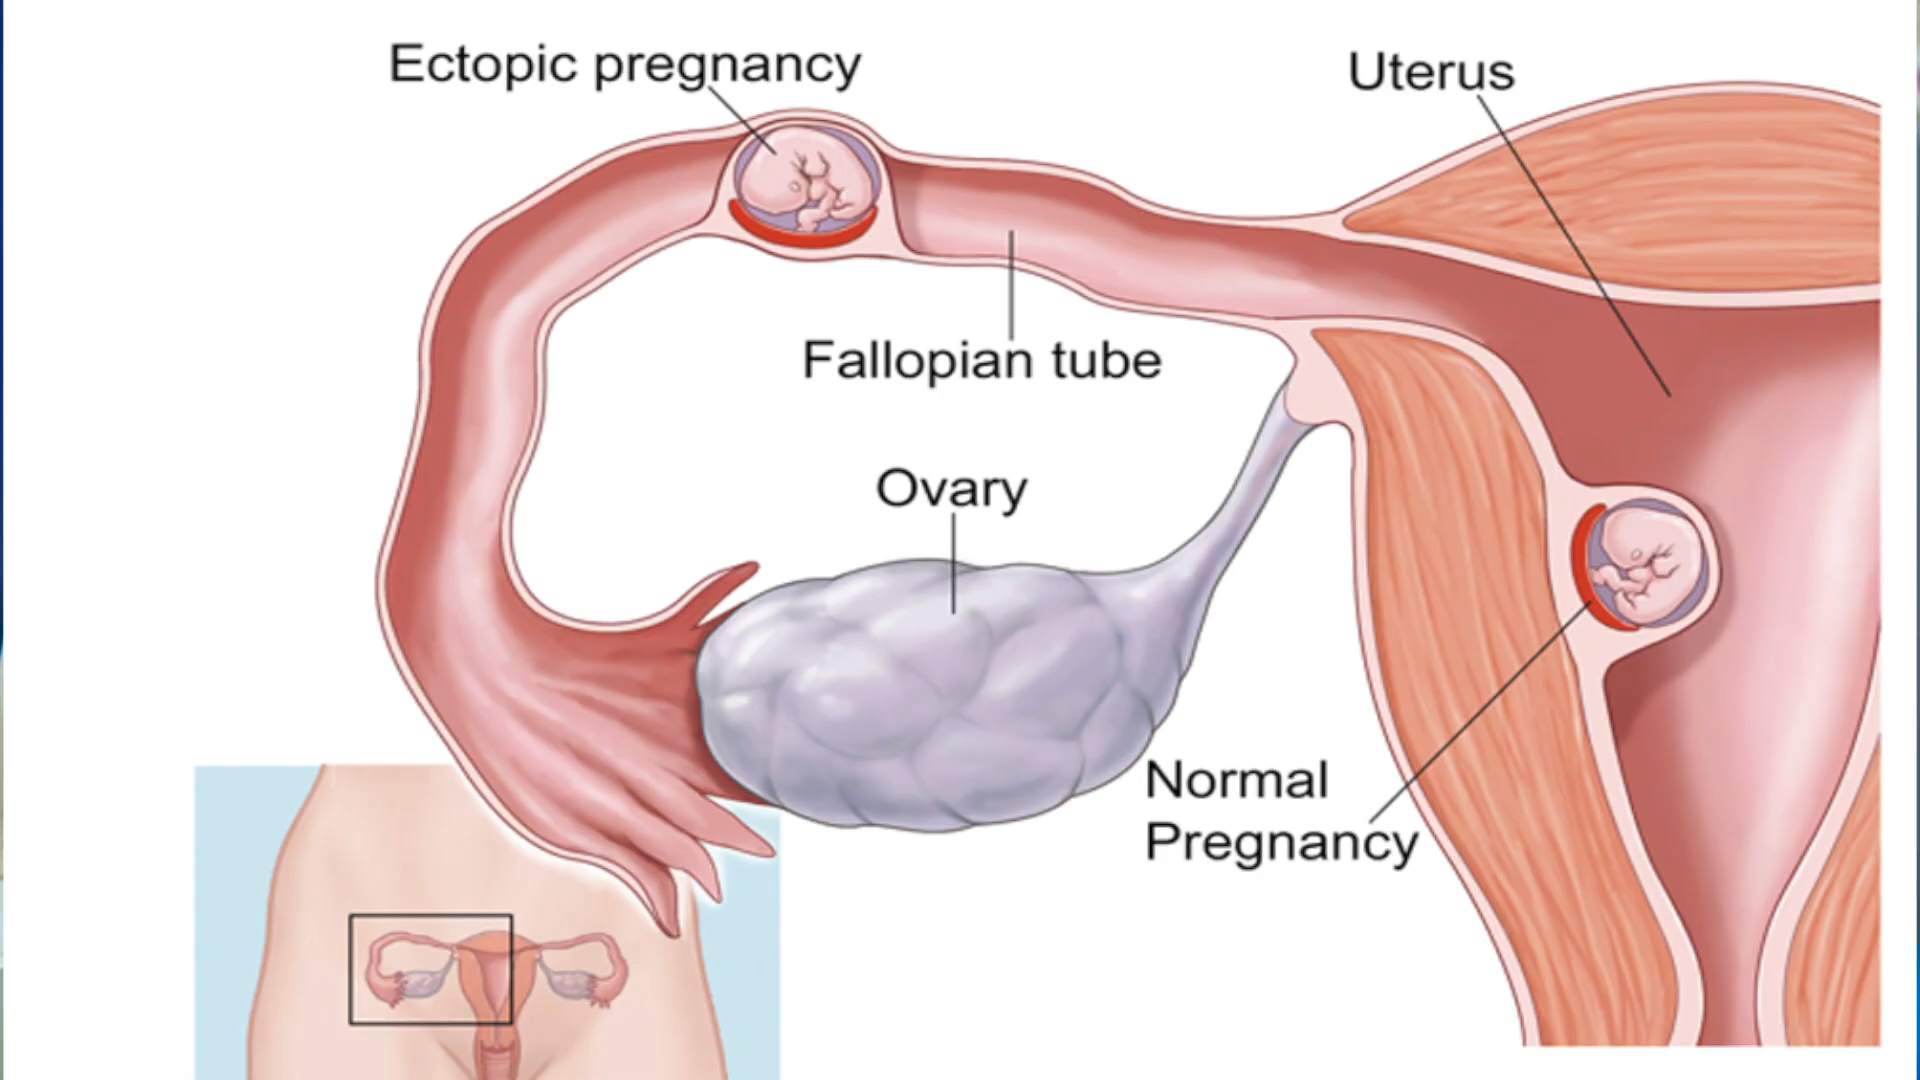 Ectopic pregnancy
Uterus
Fallopian tube
Ovary
Normal
Pregnancy